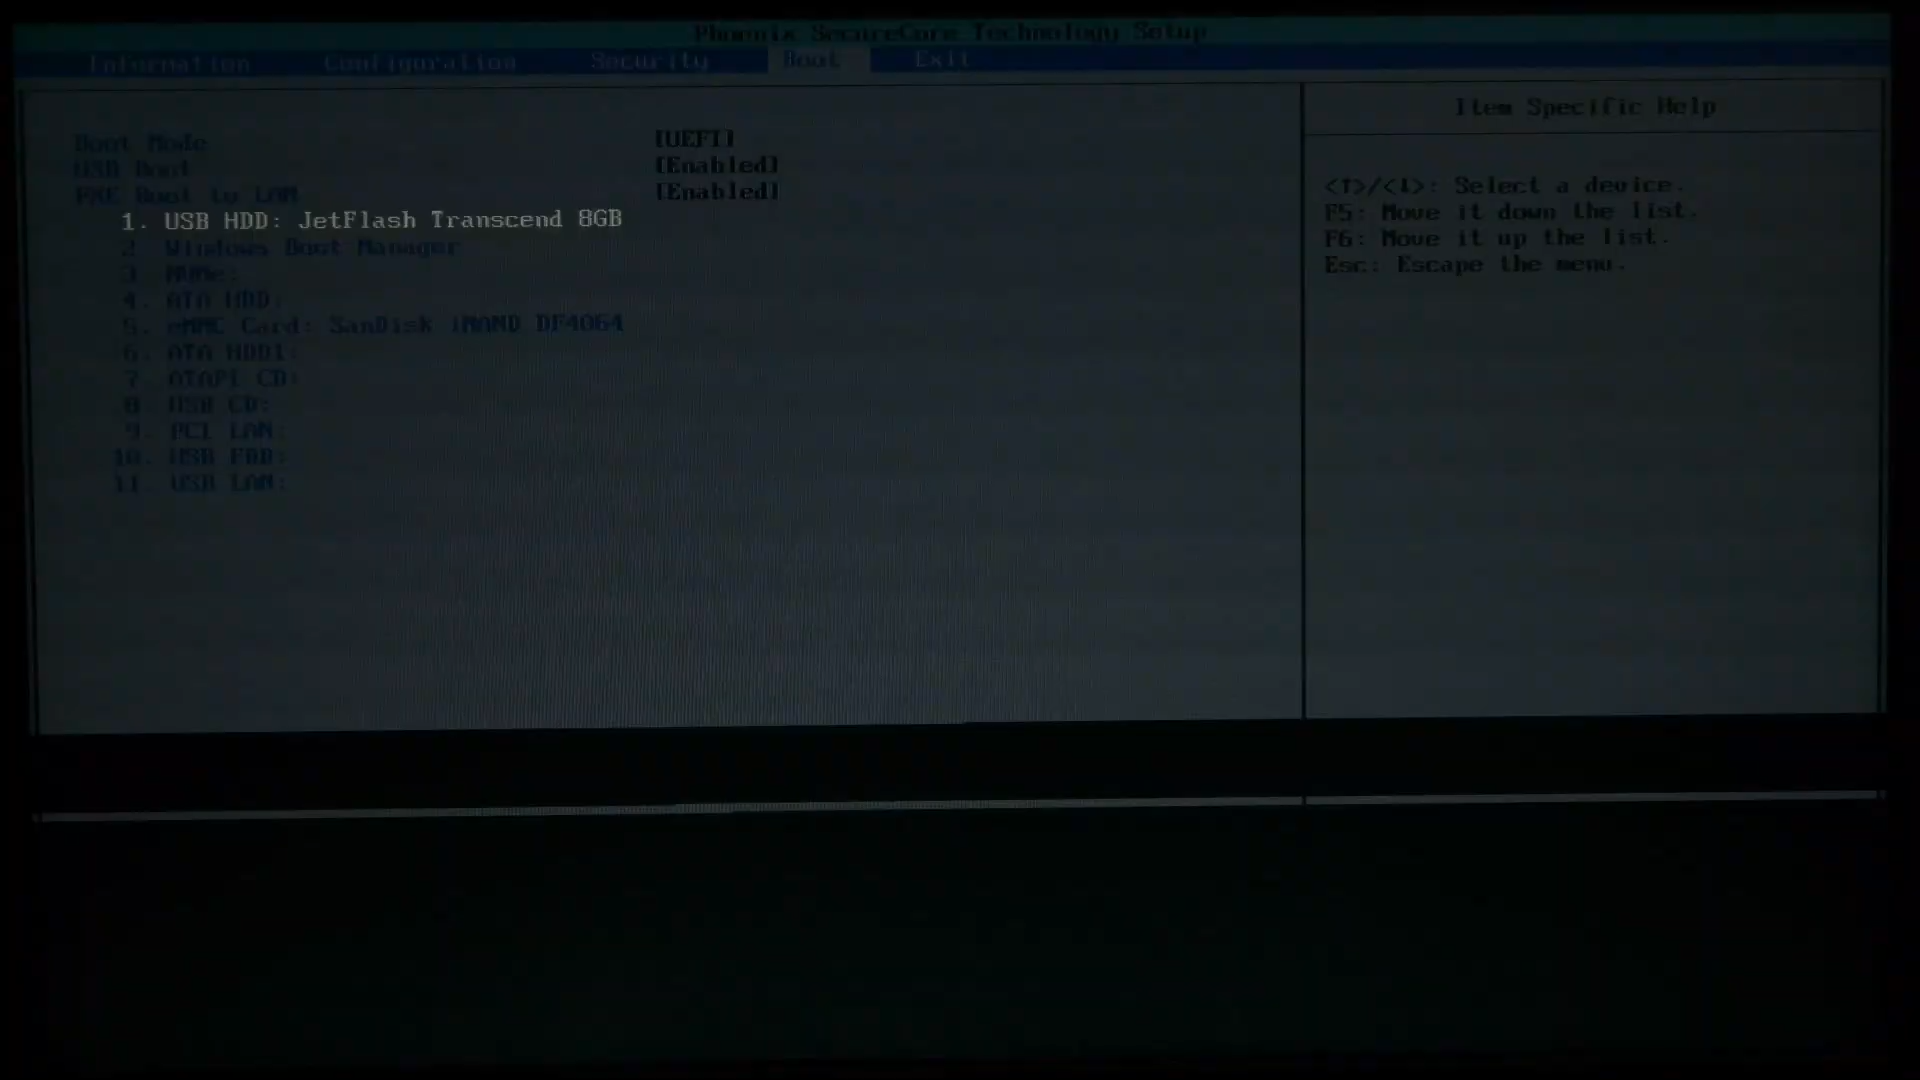 Phoenix SecureCore Technology Setup
Information Configuration Security Boot Exit
Item Specific Help
Boot Mode [UEFI]
USB Boot [Enabled]
PXE Boot to LAN [Enabled]
1. USB HDD: JetFlash Transcend 8GB
2. Windows Boot Manager
3. NVMe:
4. ATA HDD:
5. eMMC Card: SanDisk iNAND DF4064
6. ATA HDD1:
7. ATAPI CD:
8. USB CD:
9. PCI LAN:
10. USB FDD:
11. USB LAN:
<↑>/<↓>: Select a device.
F5: Move it down the list.
F6: Move it up the list.
Esc: Escape the menu.